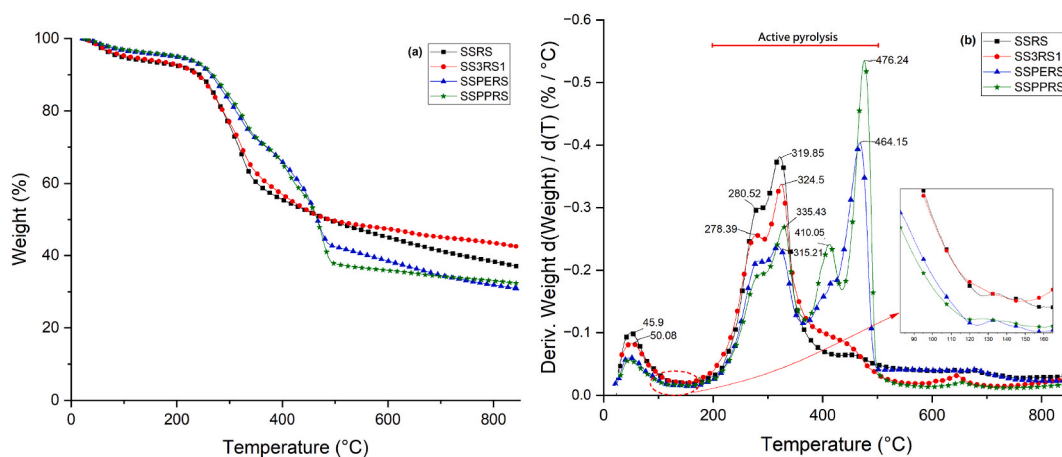 (a)
SSRS
SS3RS1
SSPERS
SSPPRS
Weight (%)
100
80
60
40
20
0
0
200
400
600
800
Temperature (°C)
(b)
SSRS
SS3RS1
SSPERS
SSPPRS
Active pyrolysis
Deriv. Weight d(Weight) / d(T) (% / °C)
−0.6
−0.5
−0.4
−0.3
−0.2
−0.1
0.0
476.24
464.15
319.85
324.5
280.52
335.43
278.39
410.05
315.21
45.9
50.08
90
100
110
120
130
140
150
160
0
200
400
600
800
Temperature (°C)